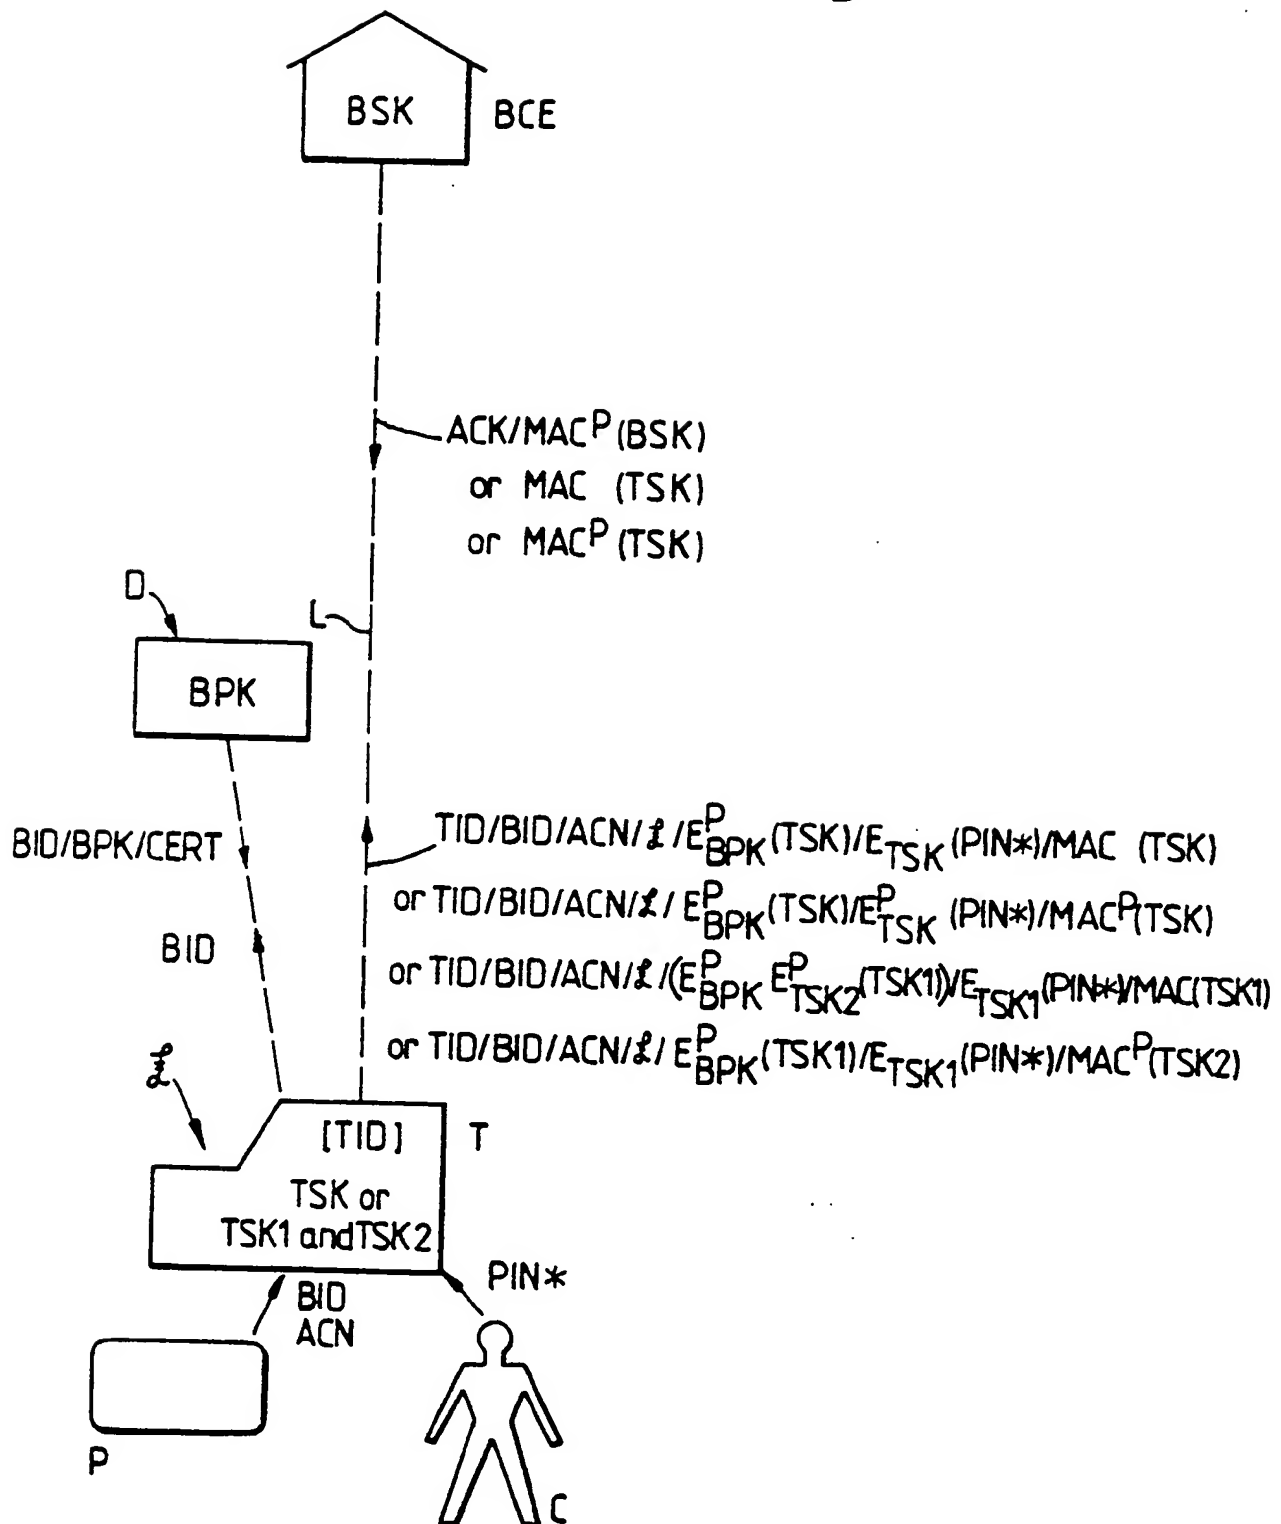 BSK BCE
ACK/MAC^P (BSK)
or MAC (TSK)
or MAC^P (TSK)
D
L
BPK
BID/BPK/CERT
TID/BID/ACN/£/E^P_BPK(TSK)/E_TSK(PIN*)/MAC (TSK)
or TID/BID/ACN/£/E^P_BPK(TSK)/E^P_TSK (PIN*)/MAC^P(TSK)
BID
or TID/BID/ACN/£/(E^P_BPK E^P_TSK2(TSK1))/E_TSK1(PIN*)/MAC(TSK1)
or TID/BID/ACN/£/E^P_BPK(TSK1)/E_TSK1(PIN*)/MAC^P(TSK2)
£
[TID] T
TSK or
TSK1 and TSK2
PIN*
BID
ACN
P
C